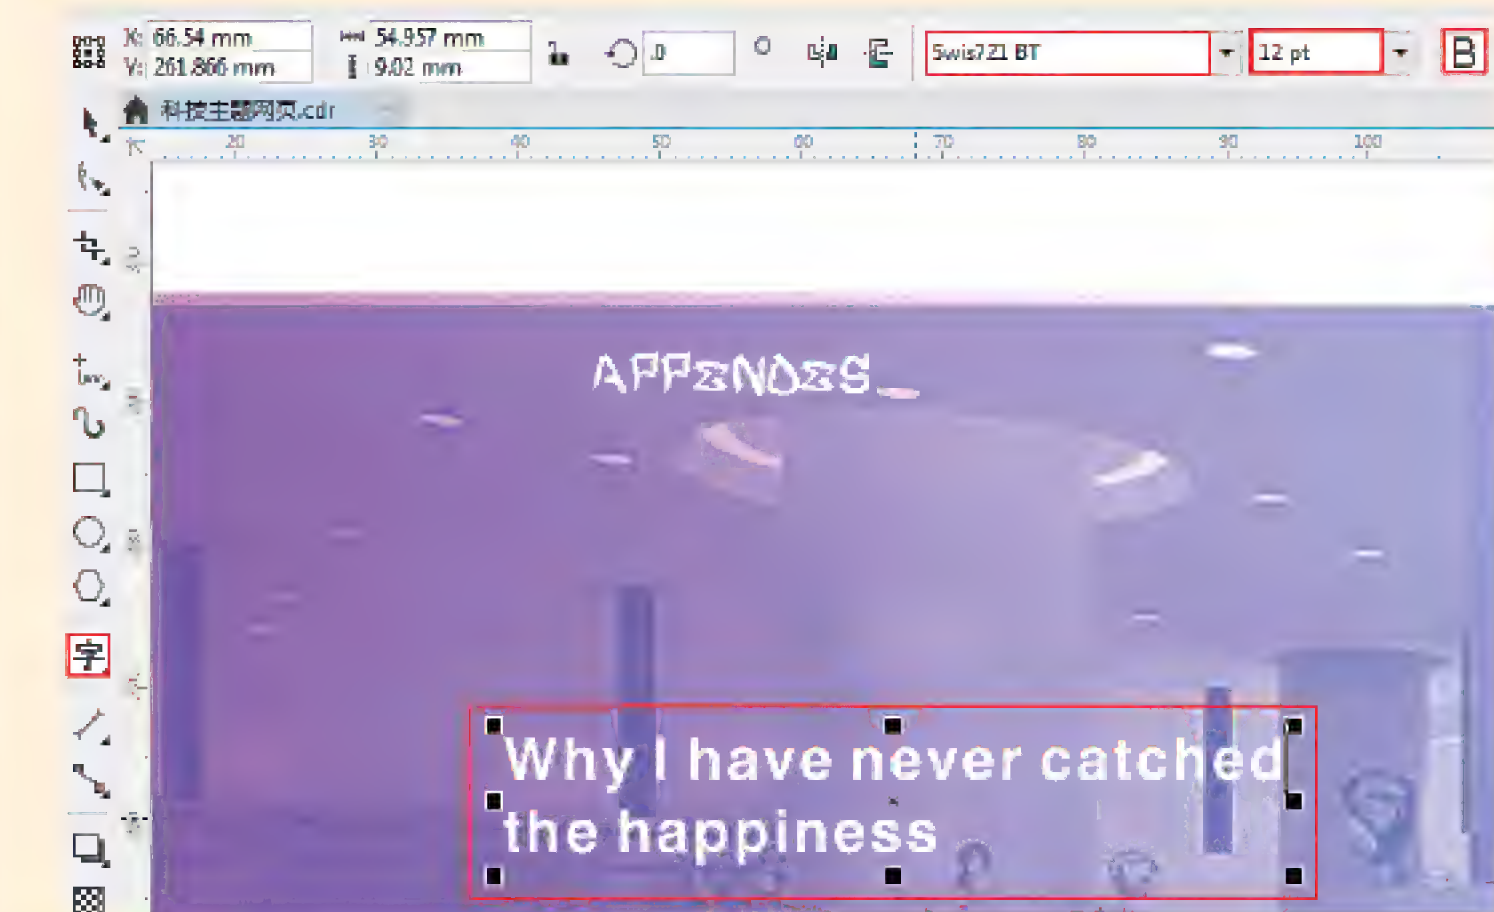 X: 66.54 mm 54.957 mm .0 Swis721 BT 12 pt B
Y: 261.866 mm 9.02 mm
科技主题网页.cdr
20 30 40 50 60 70 80 90 100
字
Why I have never catched
the happiness